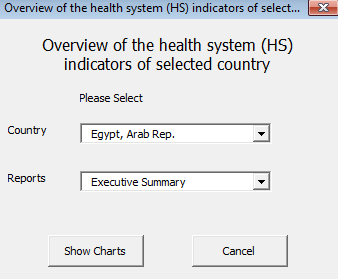 Overview of the health system (HS) indicators of select...
Overview of the health system (HS)
indicators of selected country
Please Select
Country
Egypt, Arab Rep.
Reports
Executive Summary
Show Charts
Cancel